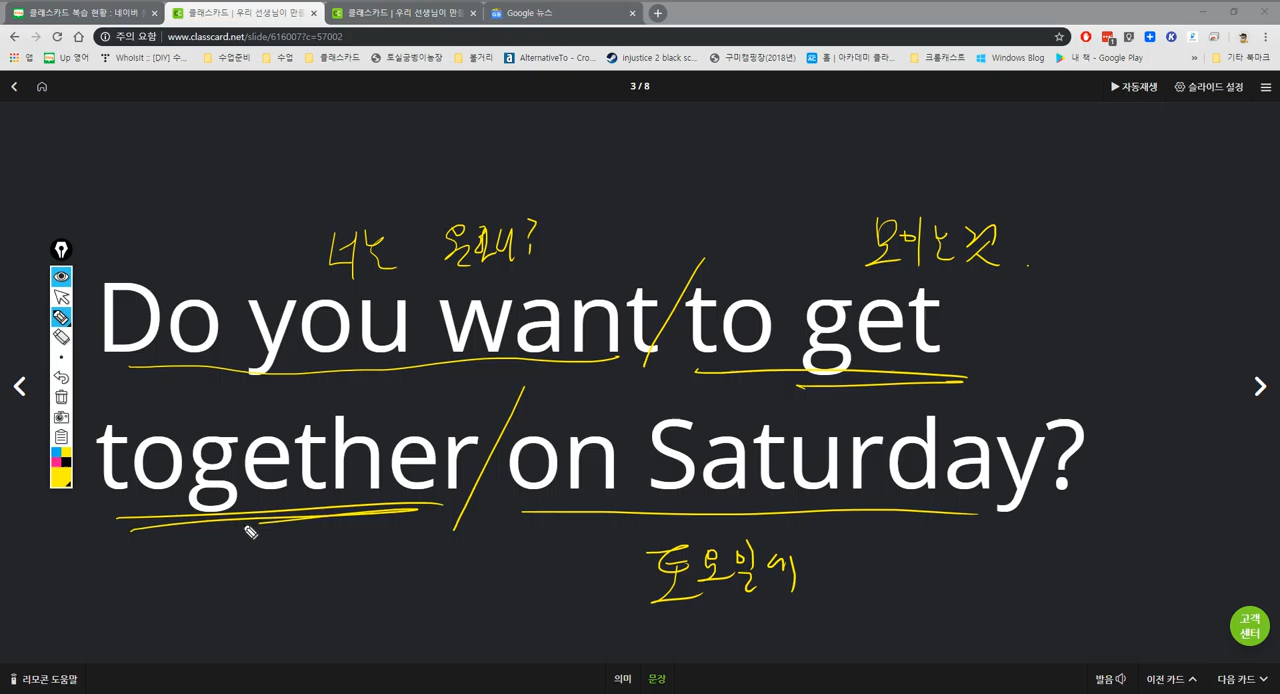 클래스카드 복습 현황 : 네이버
클래스카드 | 우리 선생님이 만든
클래스카드 | 우리 선생님이 만든
Google 뉴스
주의 요함 | www.classcard.net/slide/616007?c=57002
앱 Up 영어 WhoisIt :: [DIY] 수... 수업준비 수업 클래스카드 토실굼벵이농장 볼거리 AlternativeTo - Cro... injustice 2 black sc... 구미캠핑장(2018년) 홈 | 아카데미 클라... 크롬캐스트 Windows Blog 내 책 - Google Play » 기타 북마크
3 / 8
자동재생 슬라이드 설정
너는 원하니? 모이는 것
Do you want to get
together on Saturday?
토요일에
고객
센터
리모콘 도움말 의미 문장 발음 이전 카드 다음 카드